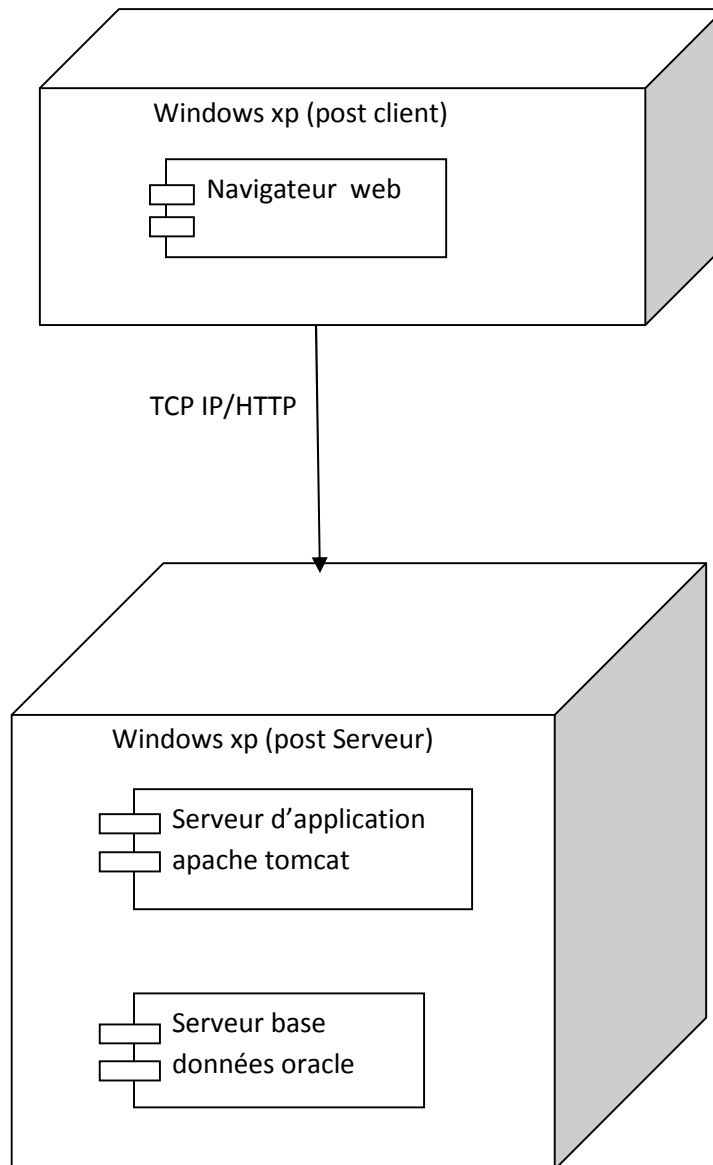 Windows xp (post client)
Navigateur web
TCP IP/HTTP
Windows xp (post Serveur)
Serveur d’application
apache tomcat
Serveur base
données oracle